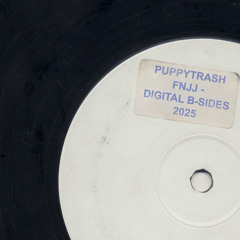 PUPPYTRASH
FNJJ -
DIGITAL B-SIDES
2025